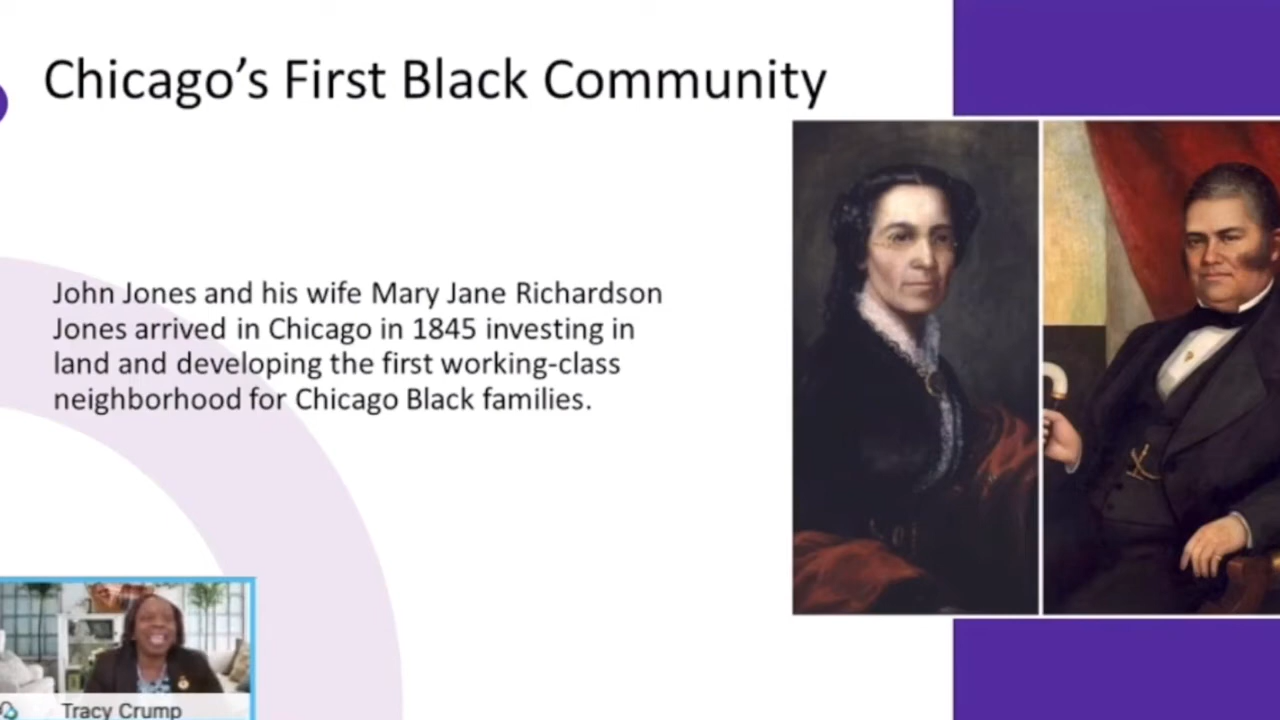 Chicago’s First Black Community
John Jones and his wife Mary Jane Richardson
Jones arrived in Chicago in 1845 investing in
land and developing the first working-class
neighborhood for Chicago Black families.
Tracy Crump